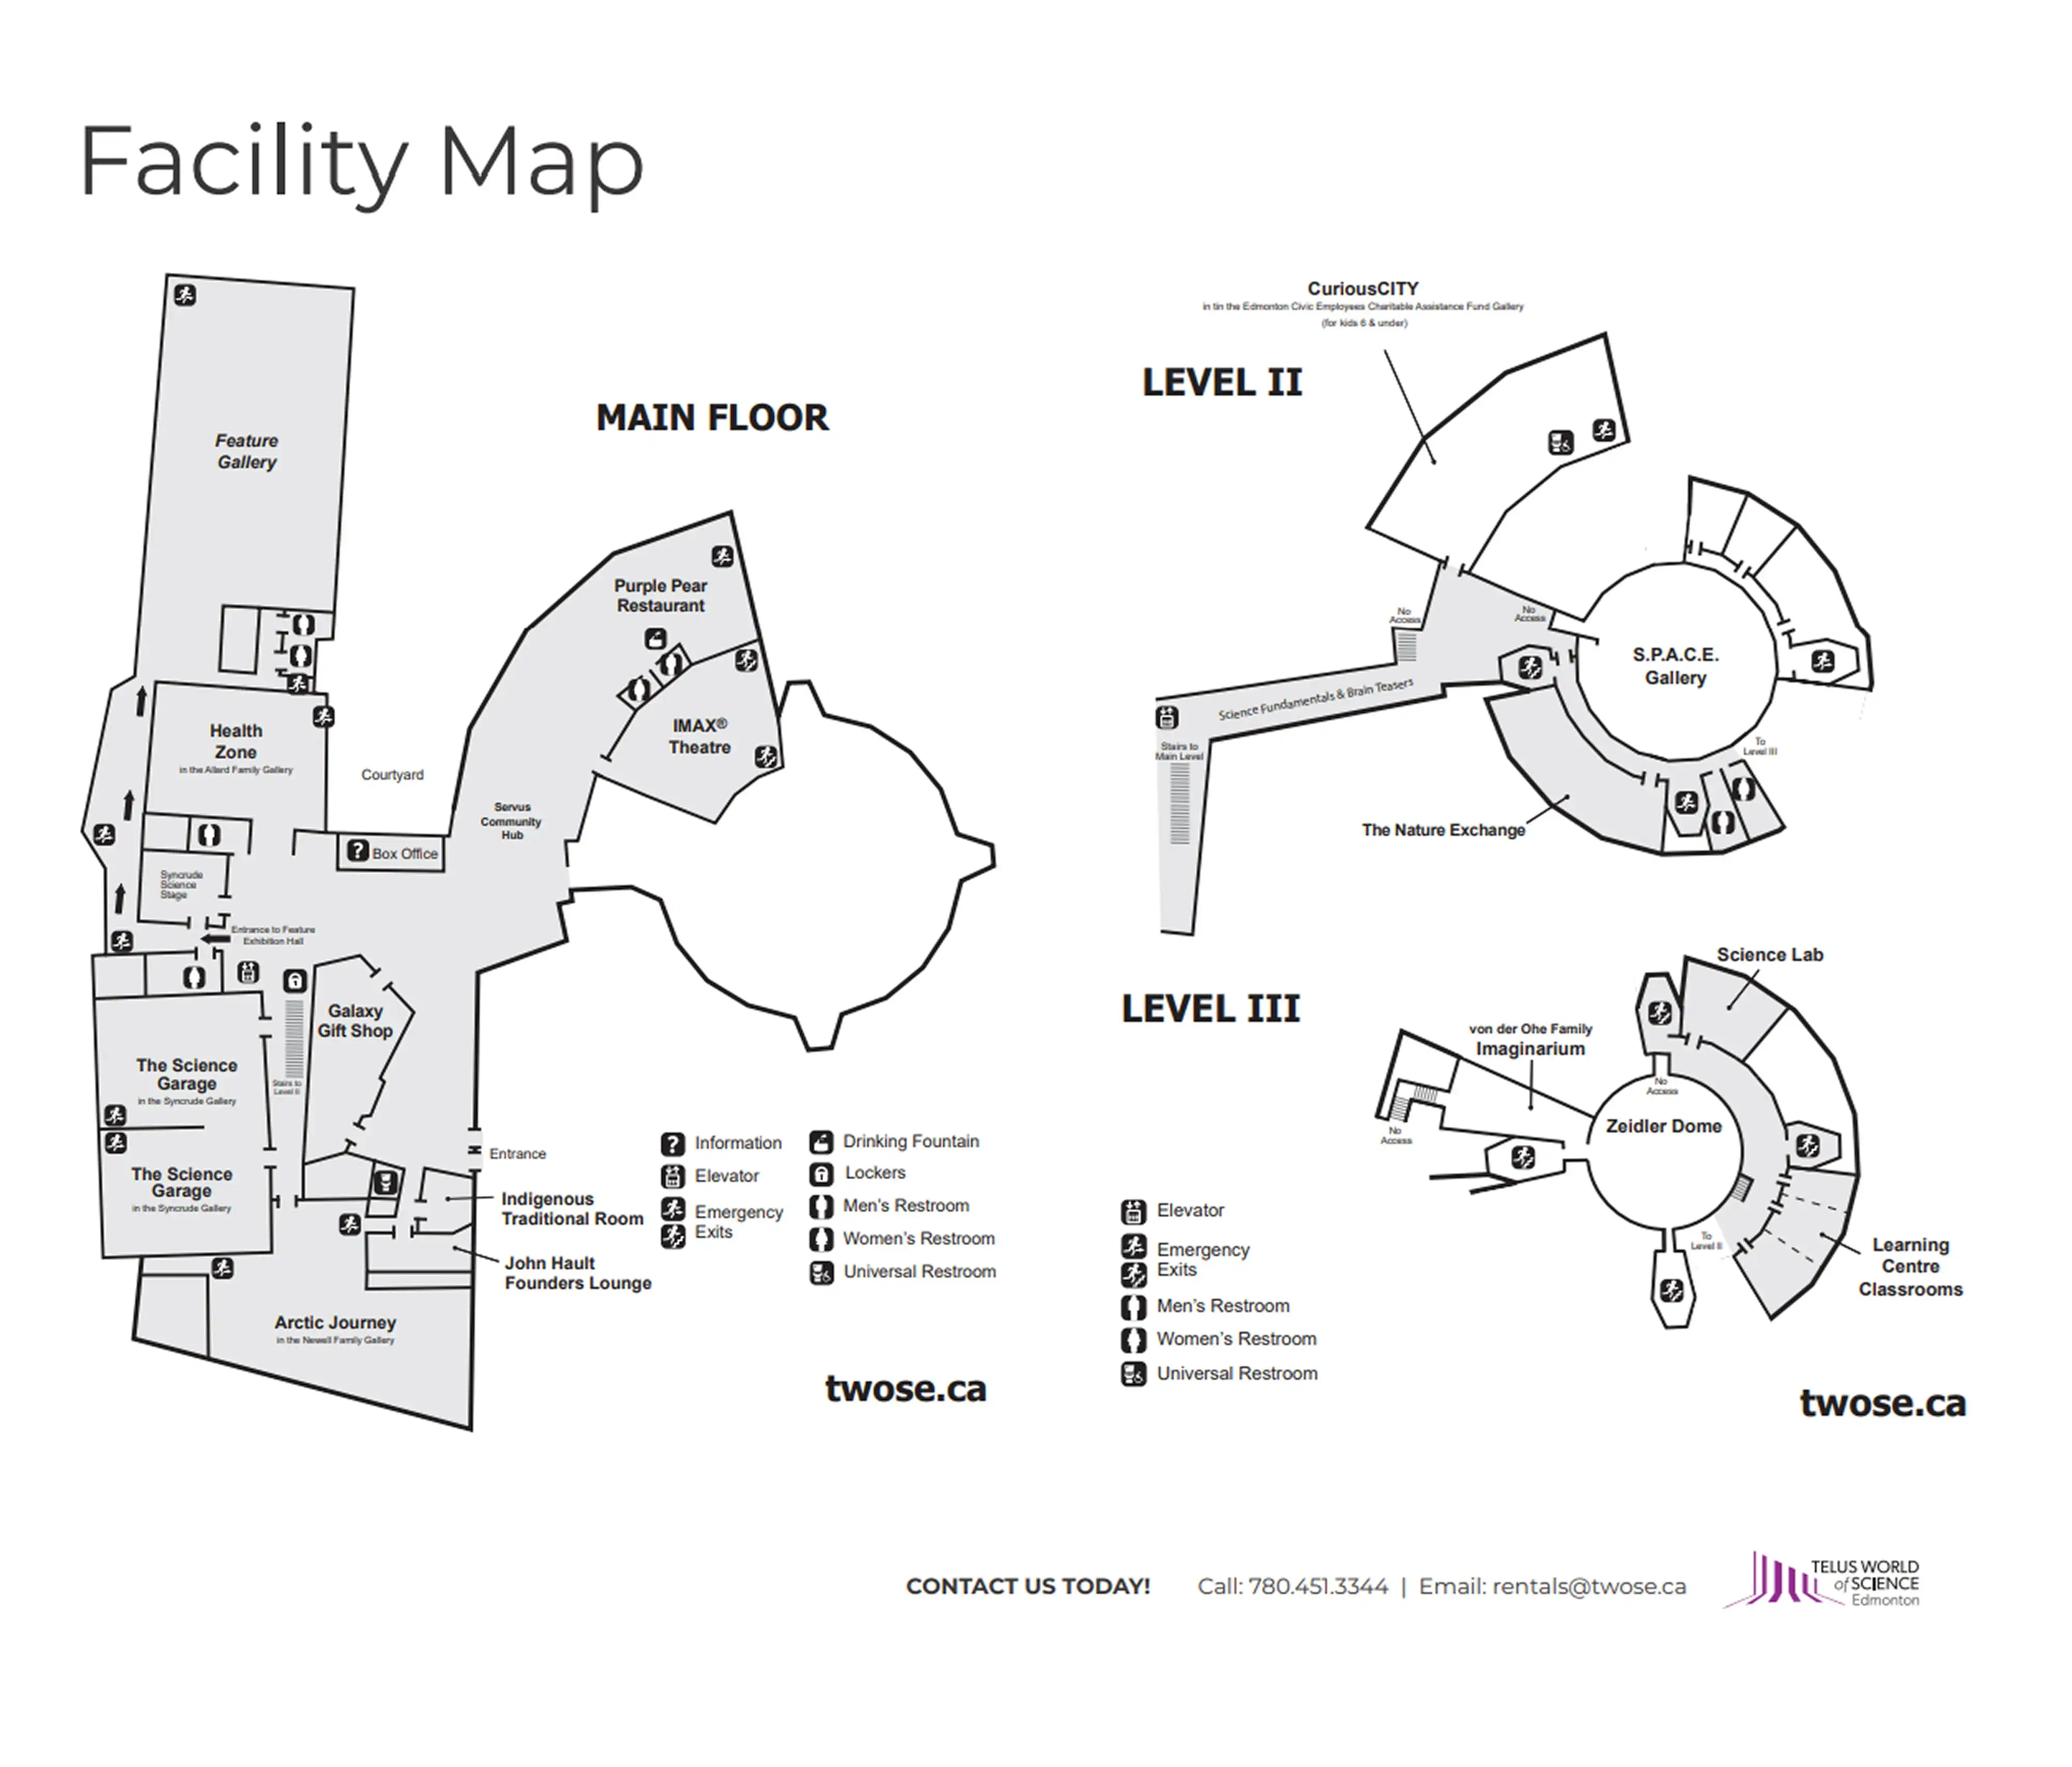 Facility Map
MAIN FLOOR
Feature
Gallery
Purple Pear
Restaurant
IMAX®
Theatre
Health
Zone
in the Allard Family Gallery
Courtyard
Servus
Community
Hub
Box Office
Syncrude
Science
Stage
Entrance to Feature
Exhibition Hall
Galaxy
Gift Shop
The Science
Garage
in the Syncrude Gallery
Stairs to
Level II
The Science
Garage
in the Syncrude Gallery
Entrance
Indigenous
Traditional Room
John Hault
Founders Lounge
Arctic Journey
in the Newell Family Gallery
Information
Elevator
Emergency
Exits
Drinking Fountain
Lockers
Men's Restroom
Women's Restroom
Universal Restroom
twose.ca
LEVEL II
CuriousCITY
in tin the Edmonton Civic Employees Charitable Assistance Fund Gallery
(for kids 6 & under)
No
Access
No
Access
S.P.A.C.E.
Gallery
Science Fundamentals & Brain Teasers
Stairs to
Main Level
To
Level III
The Nature Exchange
LEVEL III
Science Lab
von der Ohe Family
Imaginarium
No
Access
Zeidler Dome
No
Access
To
Level II
Learning
Centre
Classrooms
Elevator
Emergency
Exits
Men's Restroom
Women's Restroom
Universal Restroom
twose.ca
CONTACT US TODAY! Call: 780.451.3344 | Email: rentals@twose.ca
TELUS WORLD
of SCIENCE
Edmonton